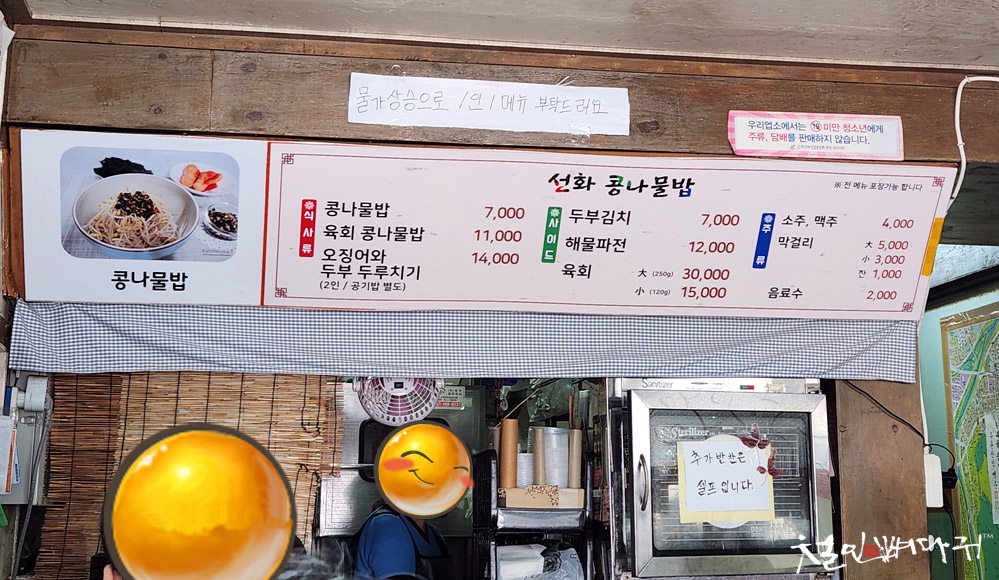 물가상승으로 1인 1메뉴 부탁드려요
우리업소에서는 19 미만 청소년에게
주류, 담배를 판매하지 않습니다.
선화 콩나물밥
※ 전 메뉴 포장가능 합니다
콩나물밥
식사류
콩나물밥 7,000
육회 콩나물밥 11,000
오징어와
두부 두루치기 14,000
(2인 / 공기밥 별도)
사이드
두부김치 7,000
해물파전 12,000
육회 大 (250g) 30,000
小 (120g) 15,000
주류
소주, 맥주 4,000
막걸리 大 5,000
小 3,000
잔 1,000
음료수 2,000
Sanitizer
Sterilizer
추가반찬은
셀프입니다.
철인뼈다귀™